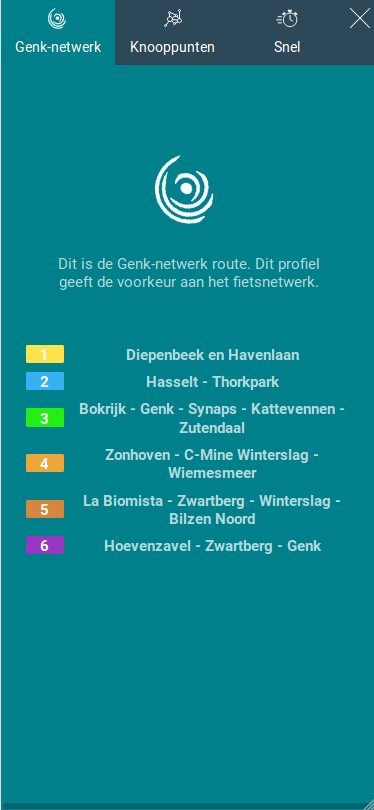 Genk-netwerk
Knooppunten
Snel
Dit is de Genk-netwerk route. Dit profiel
geeft de voorkeur aan het fietsnetwerk.
1 Diepenbeek en Havenlaan
2 Hasselt - Thorkpark
3 Bokrijk - Genk - Synaps - Kattevennen -
Zutendaal
4 Zonhoven - C-Mine Winterslag -
Wiemesmeer
5 La Biomista - Zwartberg - Winterslag -
Bilzen Noord
6 Hoevenzavel - Zwartberg - Genk